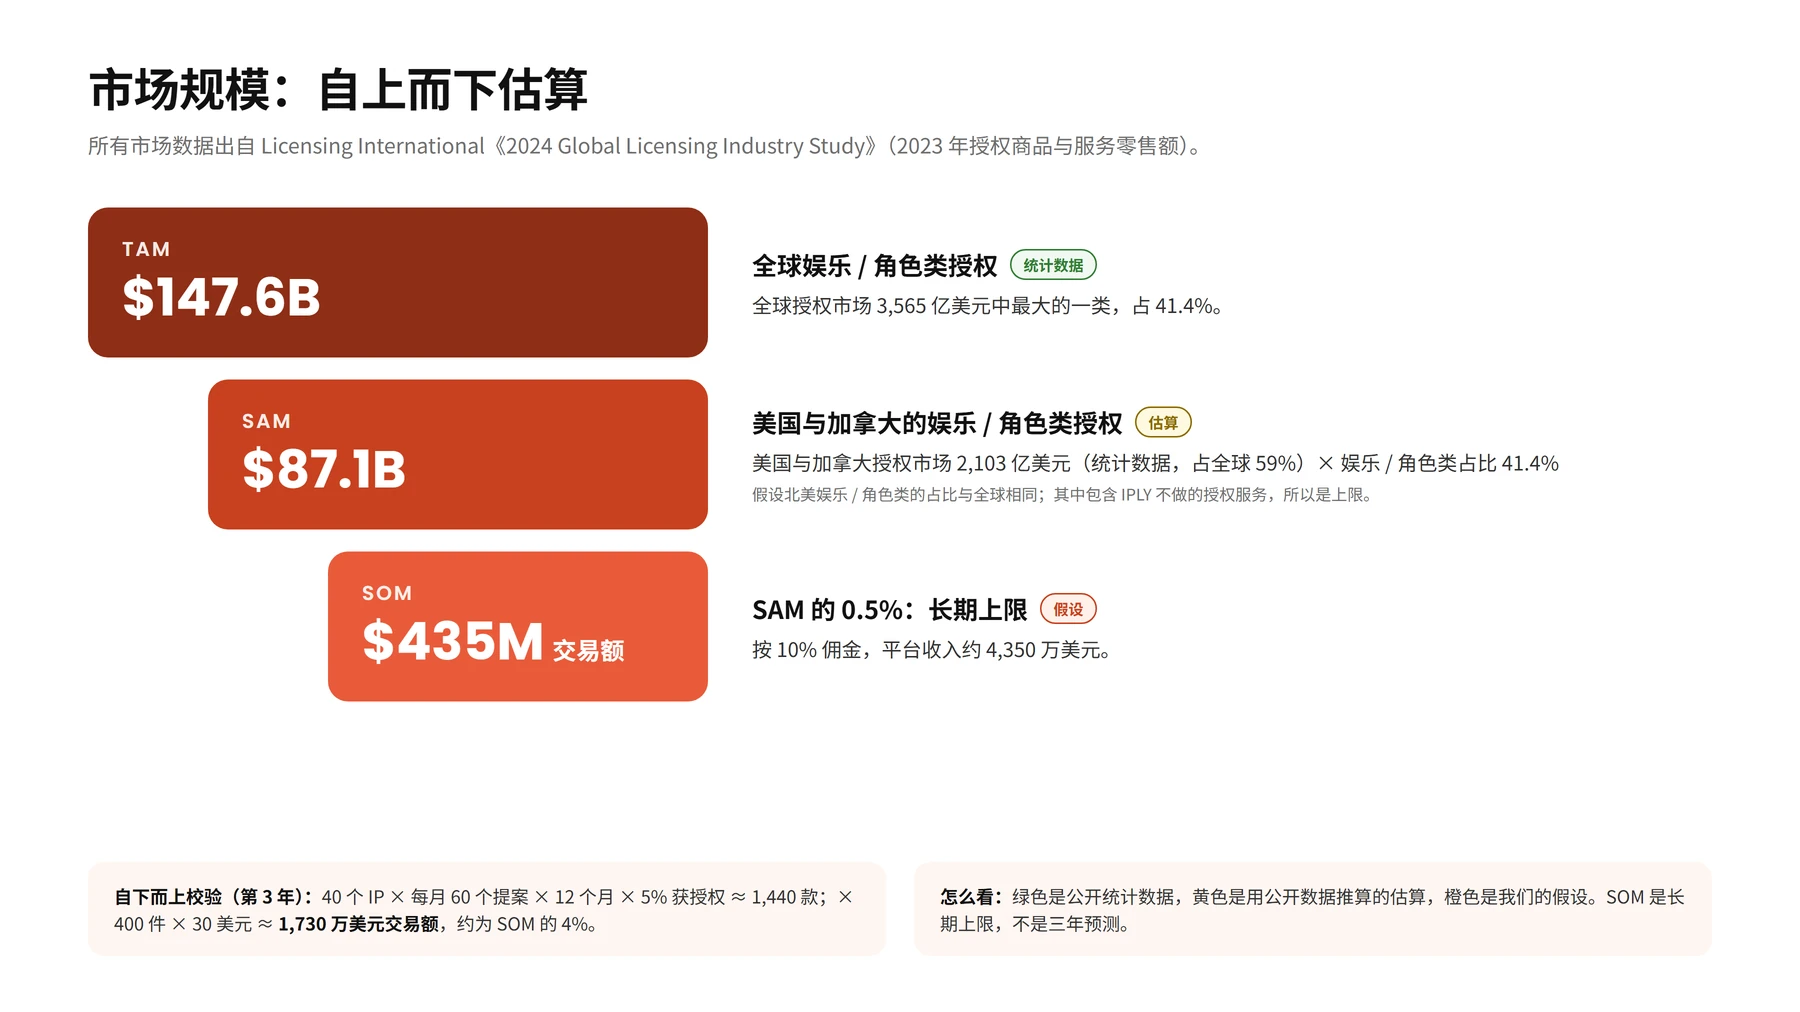 市场规模：自上而下估算
所有市场数据出自 Licensing International《2024 Global Licensing Industry Study》（2023 年授权商品与服务零售额）。
TAM
$147.6B
全球娱乐 / 角色类授权 统计数据
全球授权市场 3,565 亿美元中最大的一类，占 41.4%。
SAM
$87.1B
美国与加拿大的娱乐 / 角色类授权 估算
美国与加拿大授权市场 2,103 亿美元（统计数据，占全球 59%）× 娱乐 / 角色类占比 41.4%
假设北美娱乐 / 角色类的占比与全球相同；其中包含 IPLY 不做的授权服务，所以是上限。
SOM
$435M 交易额
SAM 的 0.5%：长期上限 假设
按 10% 佣金，平台收入约 4,350 万美元。
自下而上校验（第 3 年）：40 个 IP × 每月 60 个提案 × 12 个月 × 5% 获授权 ≈ 1,440 款；×
400 件 × 30 美元 ≈ 1,730 万美元交易额，约为 SOM 的 4%。
怎么看：绿色是公开统计数据，黄色是用公开数据推算的估算，橙色是我们的假设。SOM 是长
期上限，不是三年预测。